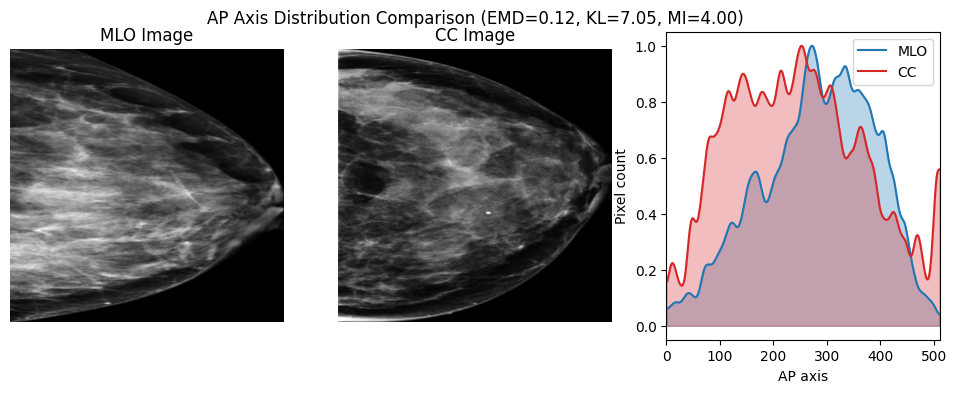 AP Axis Distribution Comparison (EMD=0.12, KL=7.05, MI=4.00)
MLO Image
CC Image
MLO
CC
Pixel count
1.0
0.8
0.6
0.4
0.2
0.0
0 100 200 300 400 500
AP axis